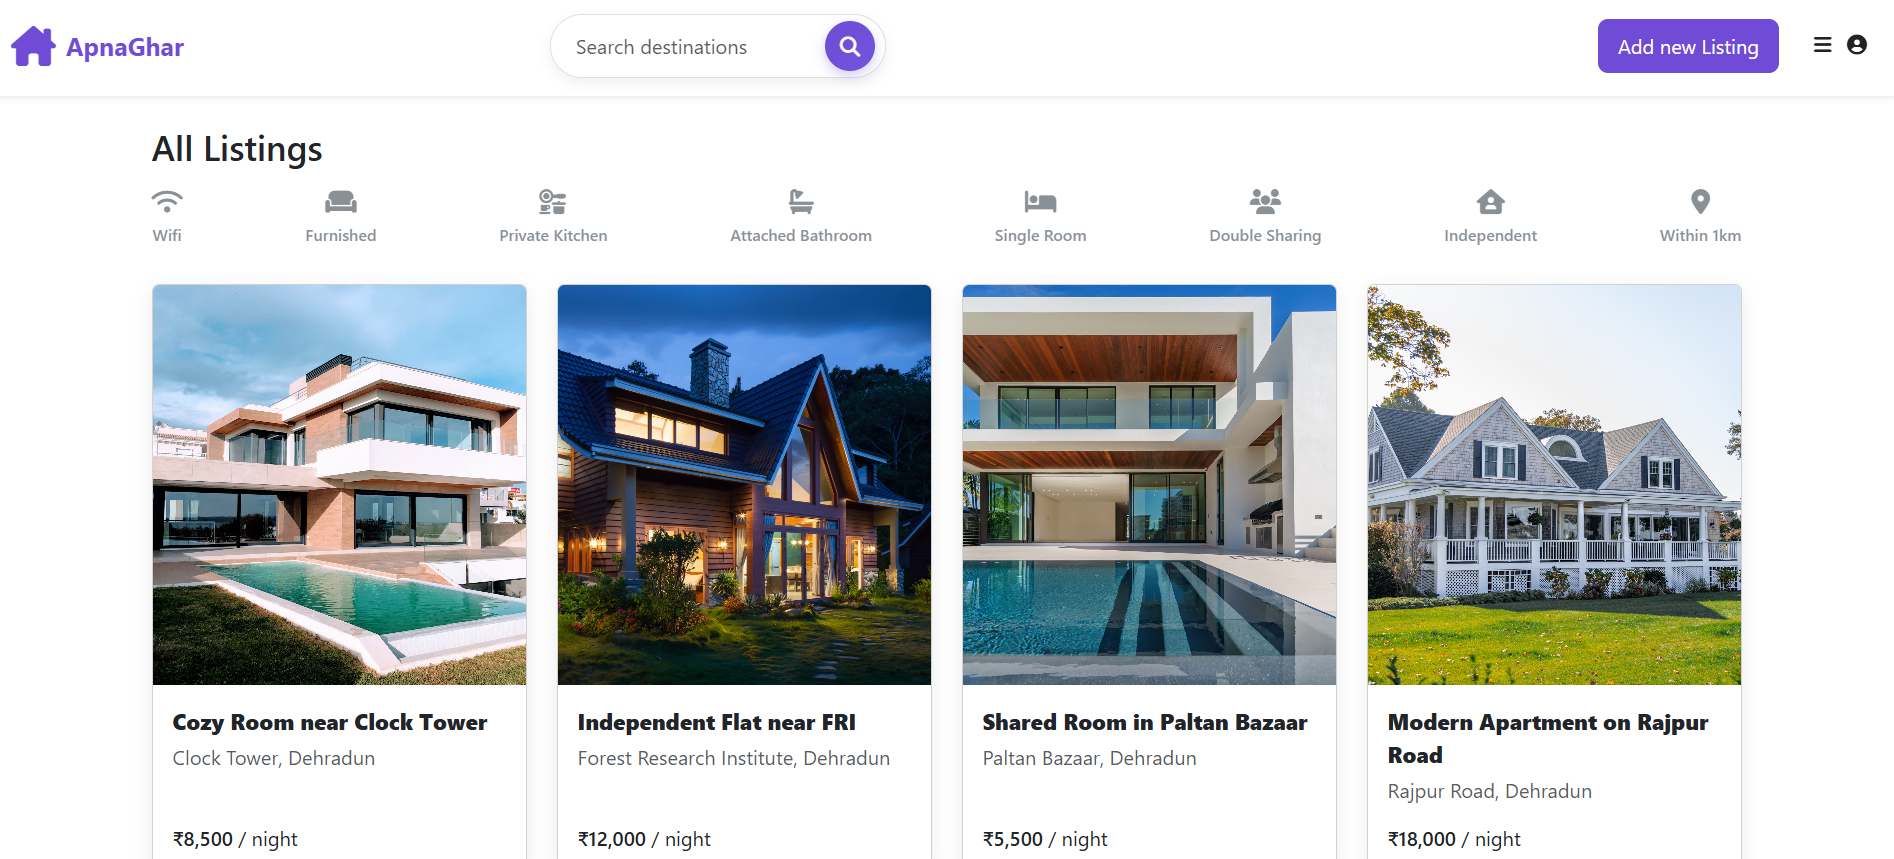 ApnaGhar
Search destinations
Add new Listing
All Listings
Wifi
Furnished
Private Kitchen
Attached Bathroom
Single Room
Double Sharing
Independent
Within 1km
Cozy Room near Clock Tower
Clock Tower, Dehradun
₹8,500 / night
Independent Flat near FRI
Forest Research Institute, Dehradun
₹12,000 / night
Shared Room in Paltan Bazaar
Paltan Bazaar, Dehradun
₹5,500 / night
Modern Apartment on Rajpur
Road
Rajpur Road, Dehradun
₹18,000 / night